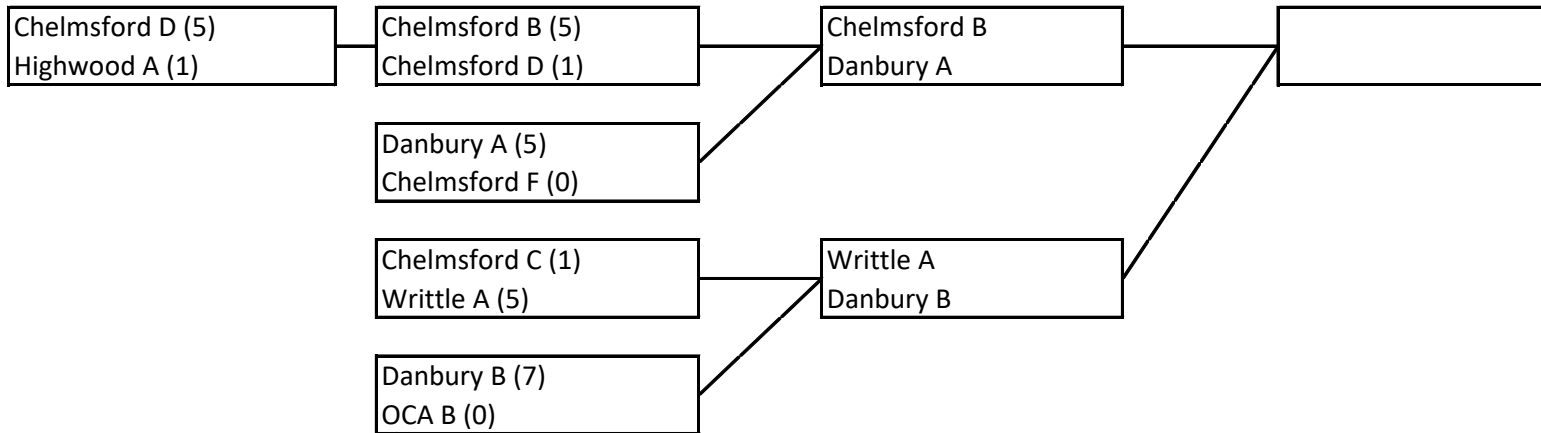 Chelmsford D (5)
Highwood A (1)
Chelmsford B (5)
Chelmsford D (1)
Danbury A (5)
Chelmsford F (0)
Chelmsford C (1)
Writtle A (5)
Danbury B (7)
OCA B (0)
Chelmsford B
Danbury A
Writtle A
Danbury B